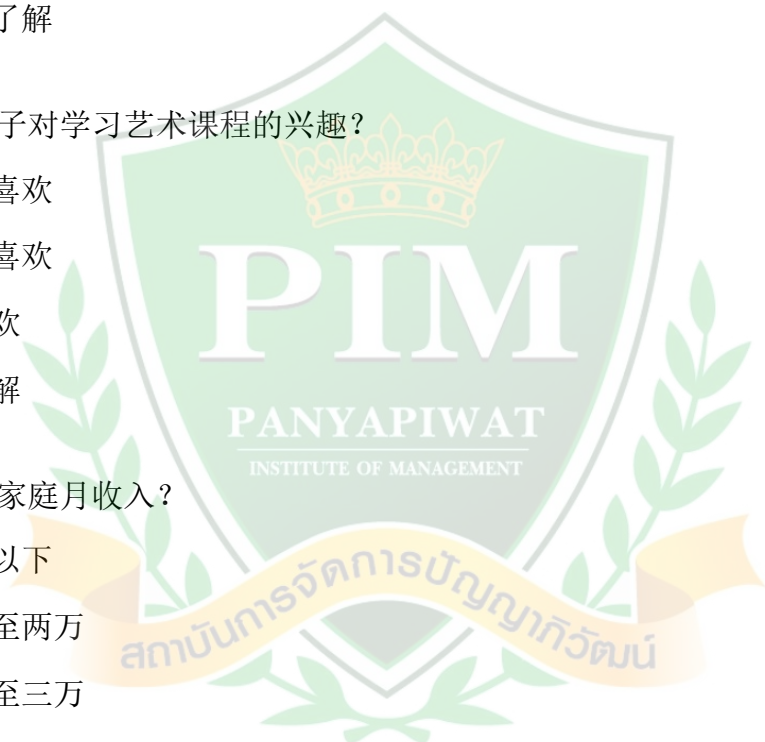 了解
子对学习艺术课程的兴趣？
喜欢
喜欢
欢
解
家庭月收入？
以下
至两万
至三万
PIM
PANYAPIWAT
INSTITUTE OF MANAGEMENT
สถาบันการจัดการปัญญาภิวัฒน์